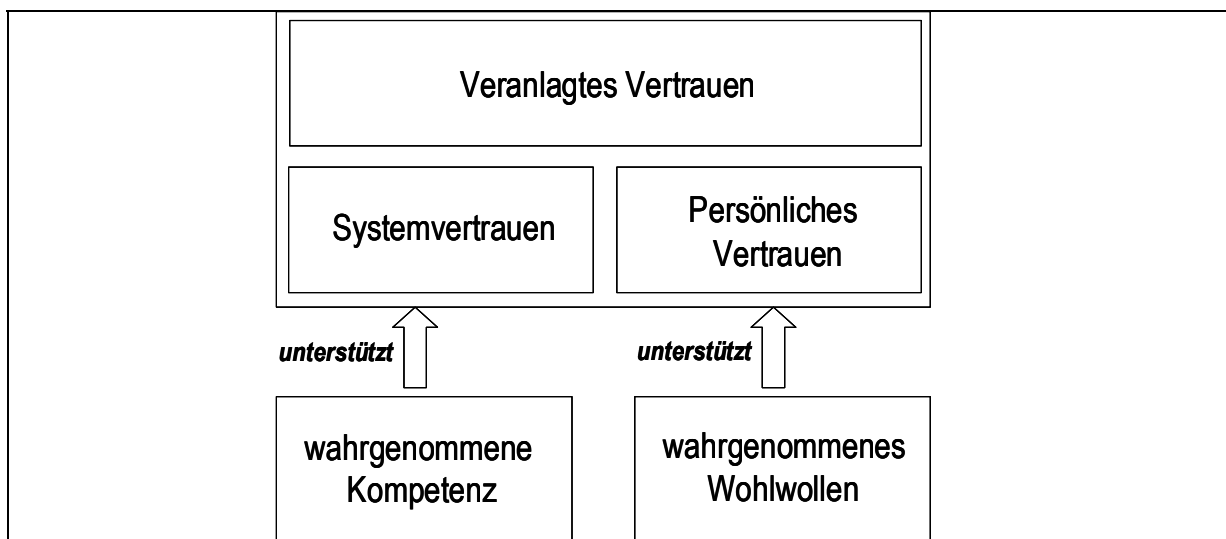 Veranlagtes Vertrauen
Systemvertrauen
Persönliches
Vertrauen
unterstützt
unterstützt
wahrgenommene
Kompetenz
wahrgenommenes
Wohlwollen